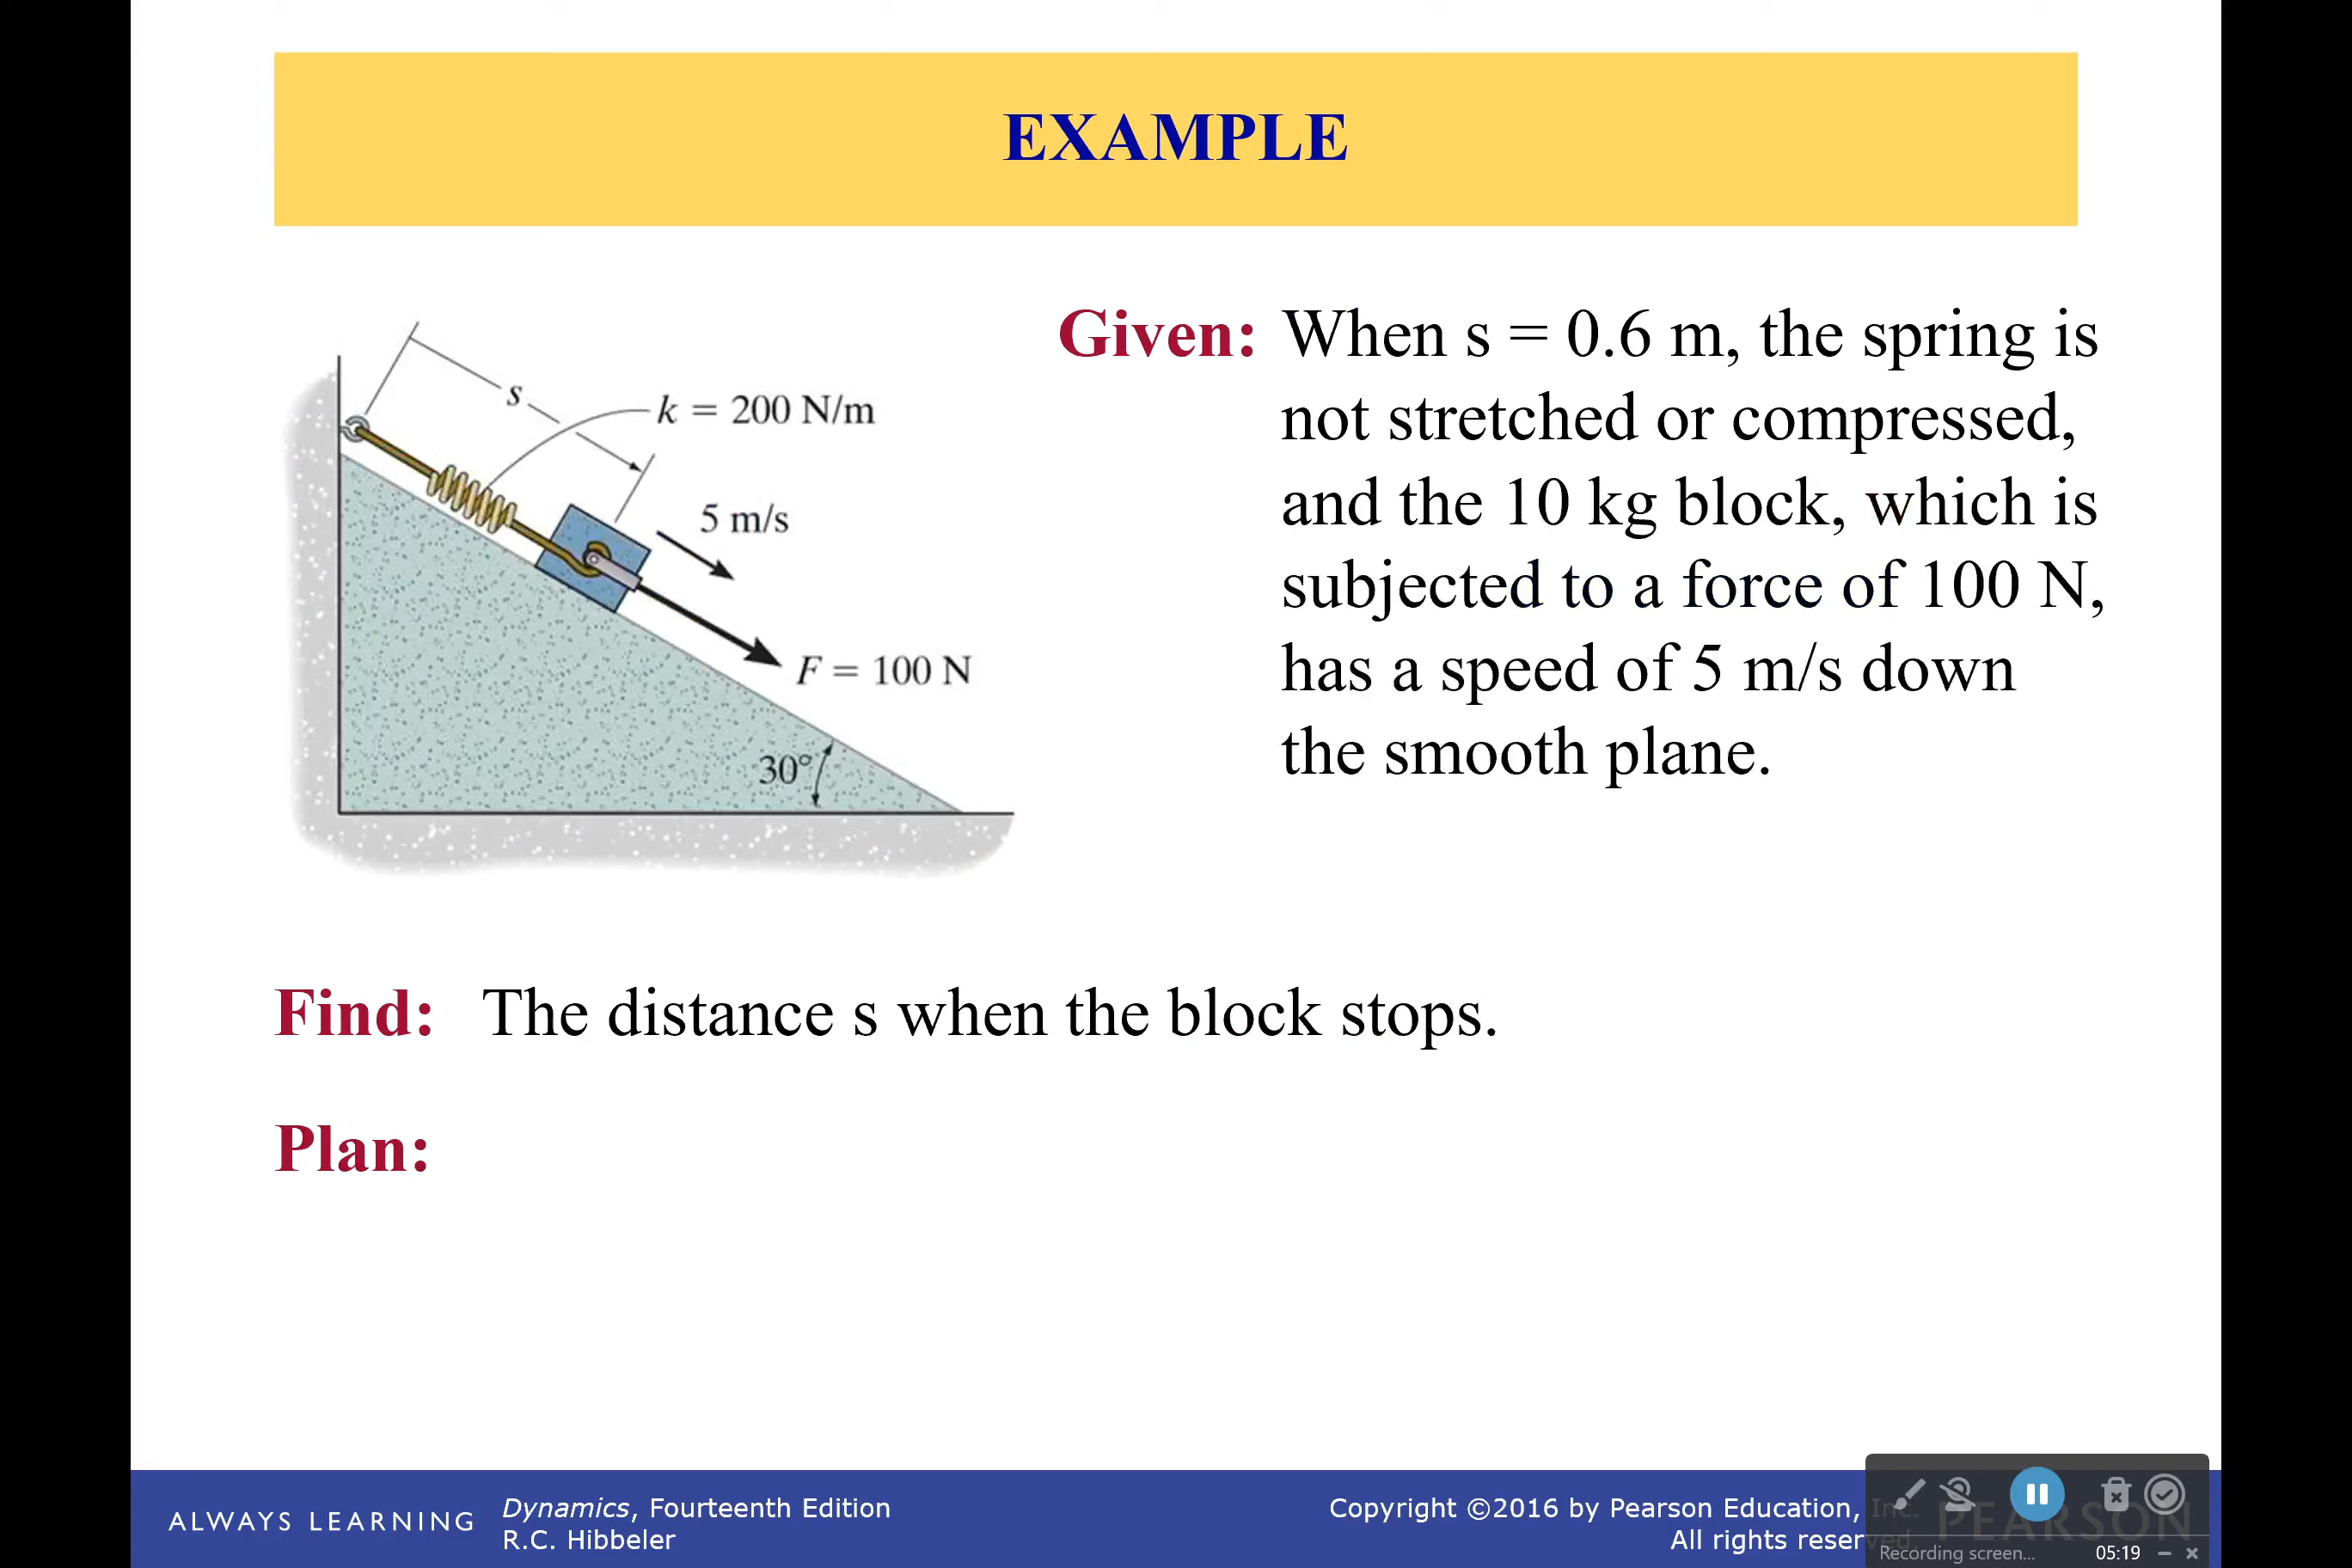 EXAMPLE
Given: When s = 0.6 m, the spring is
not stretched or compressed,
and the 10 kg block, which is
subjected to a force of 100 N,
has a speed of 5 m/s down
the smooth plane.
s
k = 200 N/m
5 m/s
F = 100 N
30°
Find: The distance s when the block stops.
Plan:
ALWAYS LEARNING
Dynamics, Fourteenth Edition
R.C. Hibbeler
Copyright ©2016 by Pearson Education, Inc.
All rights reserved.
PEARSON
Recording screen...
05:19